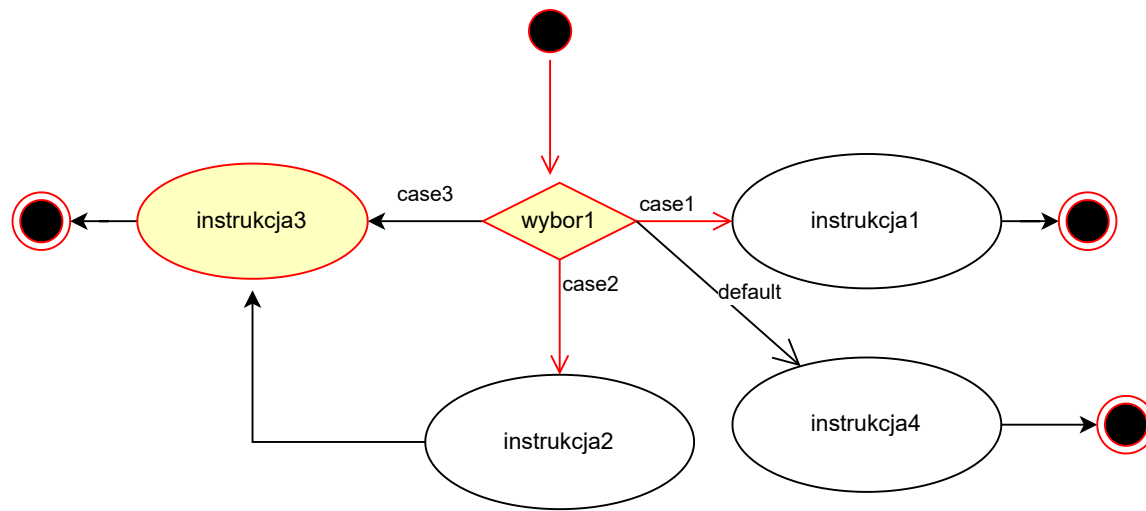 case3
case1
instrukcja3
wybor1
instrukcja1
case2
default
instrukcja2
instrukcja4